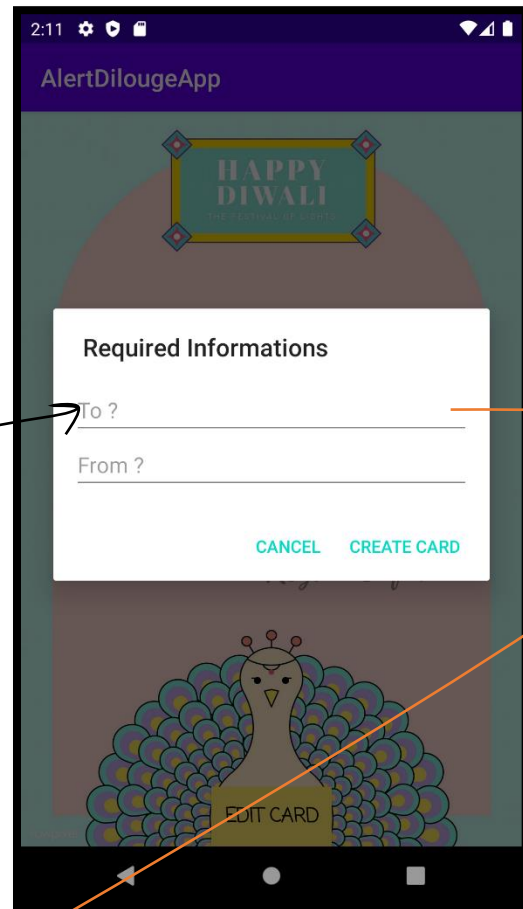 2:11
AlertDilougeApp
HAPPY
DIWALI
THE FESTIVAL OF LIGHTS
Required Informations
To ?
From ?
CANCEL CREATE CARD
EDIT CARD